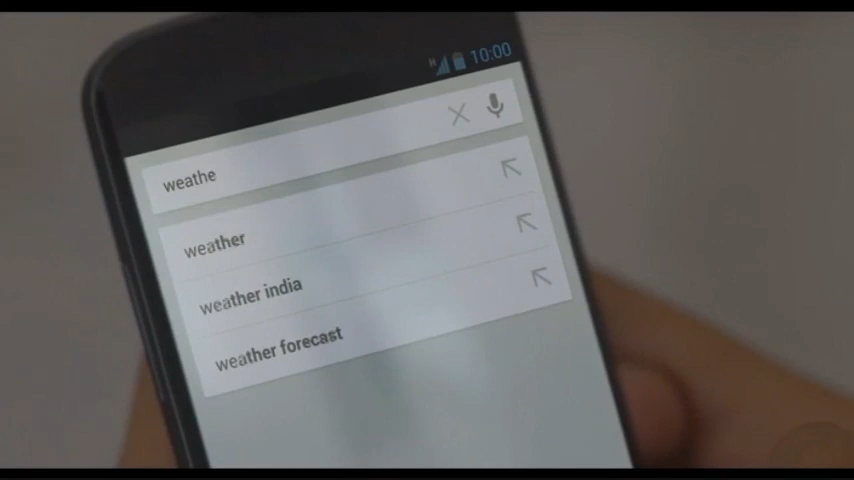 H 10:00
weathe
weather
weather india
weather forecast